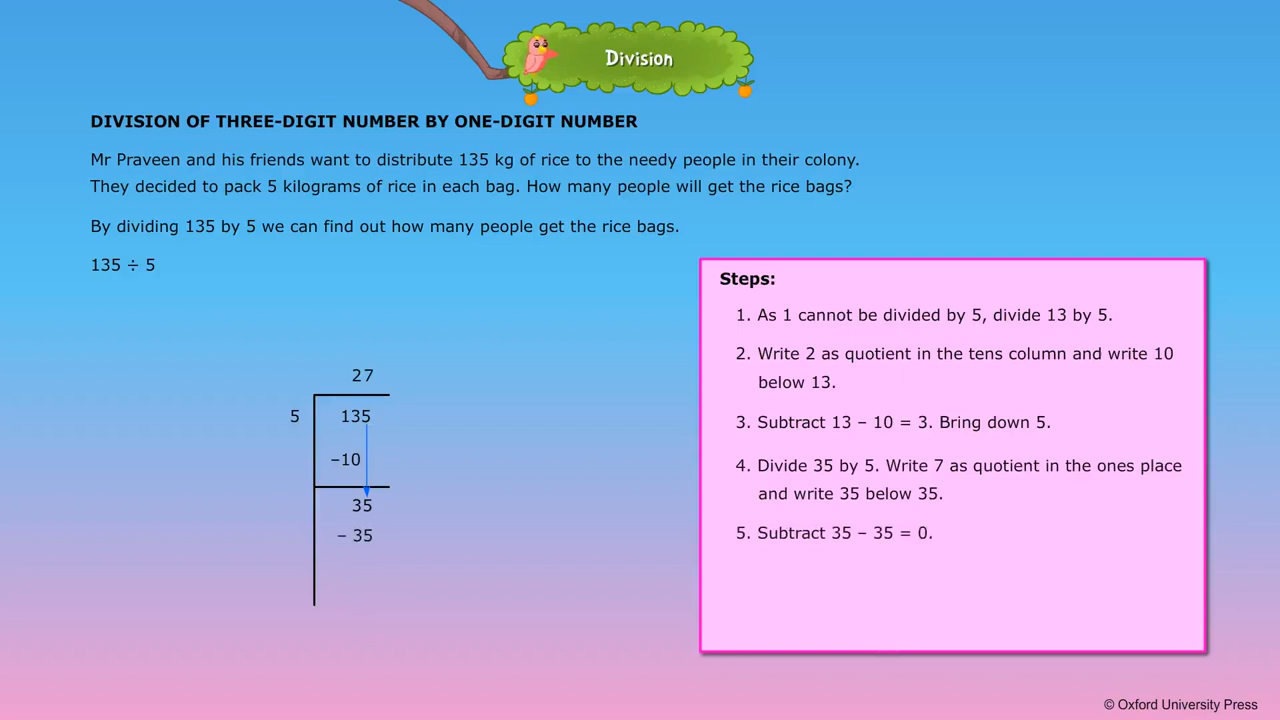 Division
DIVISION OF THREE-DIGIT NUMBER BY ONE-DIGIT NUMBER
Mr Praveen and his friends want to distribute 135 kg of rice to the needy people in their colony.
They decided to pack 5 kilograms of rice in each bag. How many people will get the rice bags?
By dividing 135 by 5 we can find out how many people get the rice bags.
135 ÷ 5
27
5 135
–10
35
– 35
Steps:
1. As 1 cannot be divided by 5, divide 13 by 5.
2. Write 2 as quotient in the tens column and write 10
below 13.
3. Subtract 13 – 10 = 3. Bring down 5.
4. Divide 35 by 5. Write 7 as quotient in the ones place
and write 35 below 35.
5. Subtract 35 – 35 = 0.
© Oxford University Press